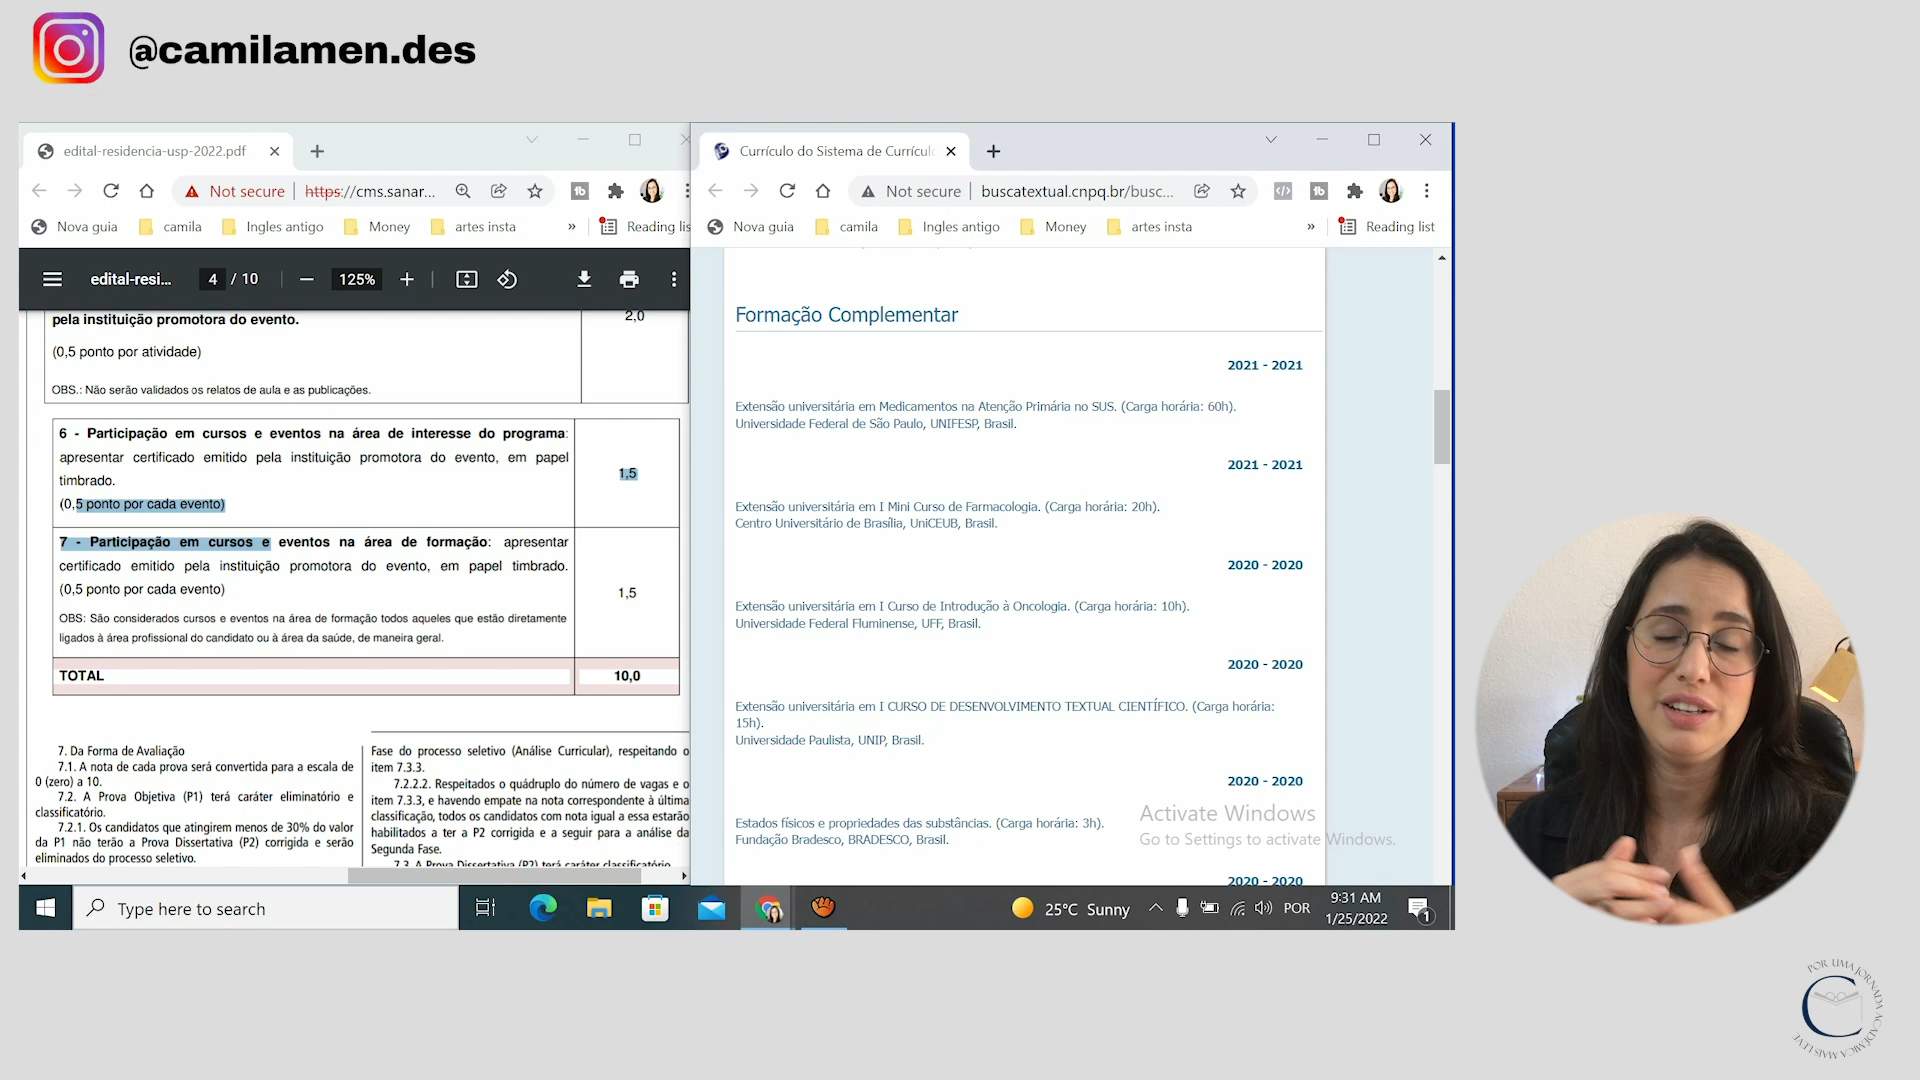 @camilamen.des
edital-residencia-usp-2022.pdf
Currículo do Sistema de Currícul
Not secure
https://cms.sanar...
Not secure
buscatextual.cnpq.br/busc...
Nova guia
camila
Ingles antigo
Money
artes insta
»
Reading lis
Nova guia
camila
Ingles antigo
Money
artes insta
»
Reading list
edital-resi...
4 / 10
125%
pela instituição promotora do evento.
2,0
(0,5 ponto por atividade)
OBS.: Não serão validados os relatos de aula e as publicações.
6 - Participação em cursos e eventos na área de interesse do programa:
apresentar certificado emitido pela instituição promotora do evento, em papel
timbrado.
(0,5 ponto por cada evento)
1,5
7 - Participação em cursos e eventos na área de formação: apresentar
certificado emitido pela instituição promotora do evento, em papel timbrado.
(0,5 ponto por cada evento)
1,5
OBS: São considerados cursos e eventos na área de formação todos aqueles que estão diretamente
ligados à área profissional do candidato ou à área da saúde, de maneira geral.
TOTAL
10,0
7. Da Forma de Avaliação
7.1. A nota de cada prova será convertida para a escala de
0 (zero) a 10.
7.2. A Prova Objetiva (P1) terá caráter eliminatório e
classificatório.
7.2.1. Os candidatos que atingirem menos de 30% do valor
da P1 não terão a Prova Dissertativa (P2) corrigida e serão
eliminados do processo seletivo.
Fase do processo seletivo (Análise Curricular), respeitando o
item 7.3.3.
7.2.2.2. Respeitados o quádruplo do número de vagas e o
item 7.3.3, e havendo empate na nota correspondente à última
classificação, todos os candidatos com nota igual a essa estarão
habilitados a ter a P2 corrigida e a seguir para a análise da
Segunda Fase.
7.3. A Prova Dissertativa (P2) terá caráter classificatório
Formação Complementar
2021 - 2021
Extensão universitária em Medicamentos na Atenção Primária no SUS. (Carga horária: 60h).
Universidade Federal de São Paulo, UNIFESP, Brasil.
2021 - 2021
Extensão universitária em I Mini Curso de Farmacologia. (Carga horária: 20h).
Centro Universitário de Brasília, UniCEUB, Brasil.
2020 - 2020
Extensão universitária em I Curso de Introdução à Oncologia. (Carga horária: 10h).
Universidade Federal Fluminense, UFF, Brasil.
2020 - 2020
Extensão universitária em I CURSO DE DESENVOLVIMENTO TEXTUAL CIENTÍFICO. (Carga horária:
15h).
Universidade Paulista, UNIP, Brasil.
2020 - 2020
Estados físicos e propriedades das substâncias. (Carga horária: 3h).
Fundação Bradesco, BRADESCO, Brasil.
2020 - 2020
Activate Windows
Go to Settings to activate Windows.
Type here to search
25°C Sunny
POR
9:31 AM
1/25/2022
1
POR UMA JORNADA ACADÊMICA MAIS LEVE
C